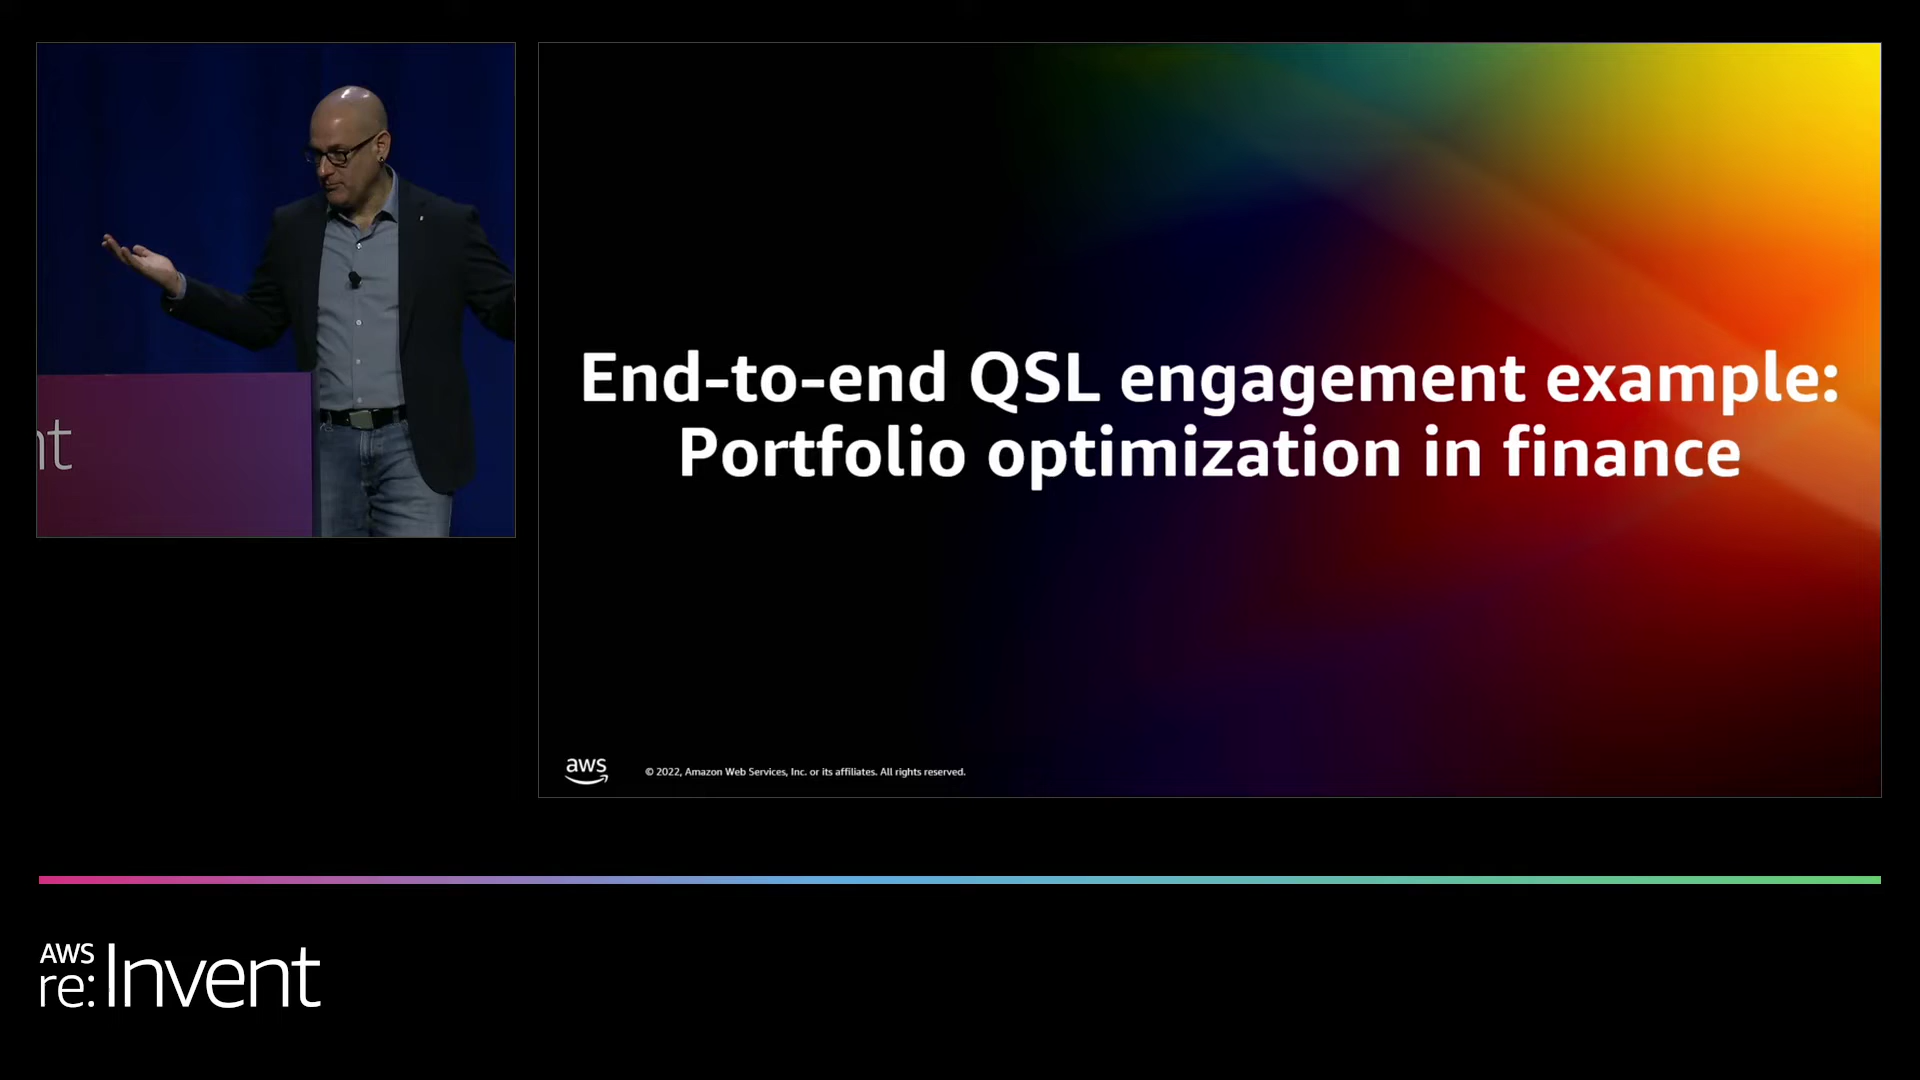 nt
End-to-end QSL engagement example:
Portfolio optimization in finance
aws
© 2022, Amazon Web Services, Inc. or its affiliates. All rights reserved.
AWS
re:Invent